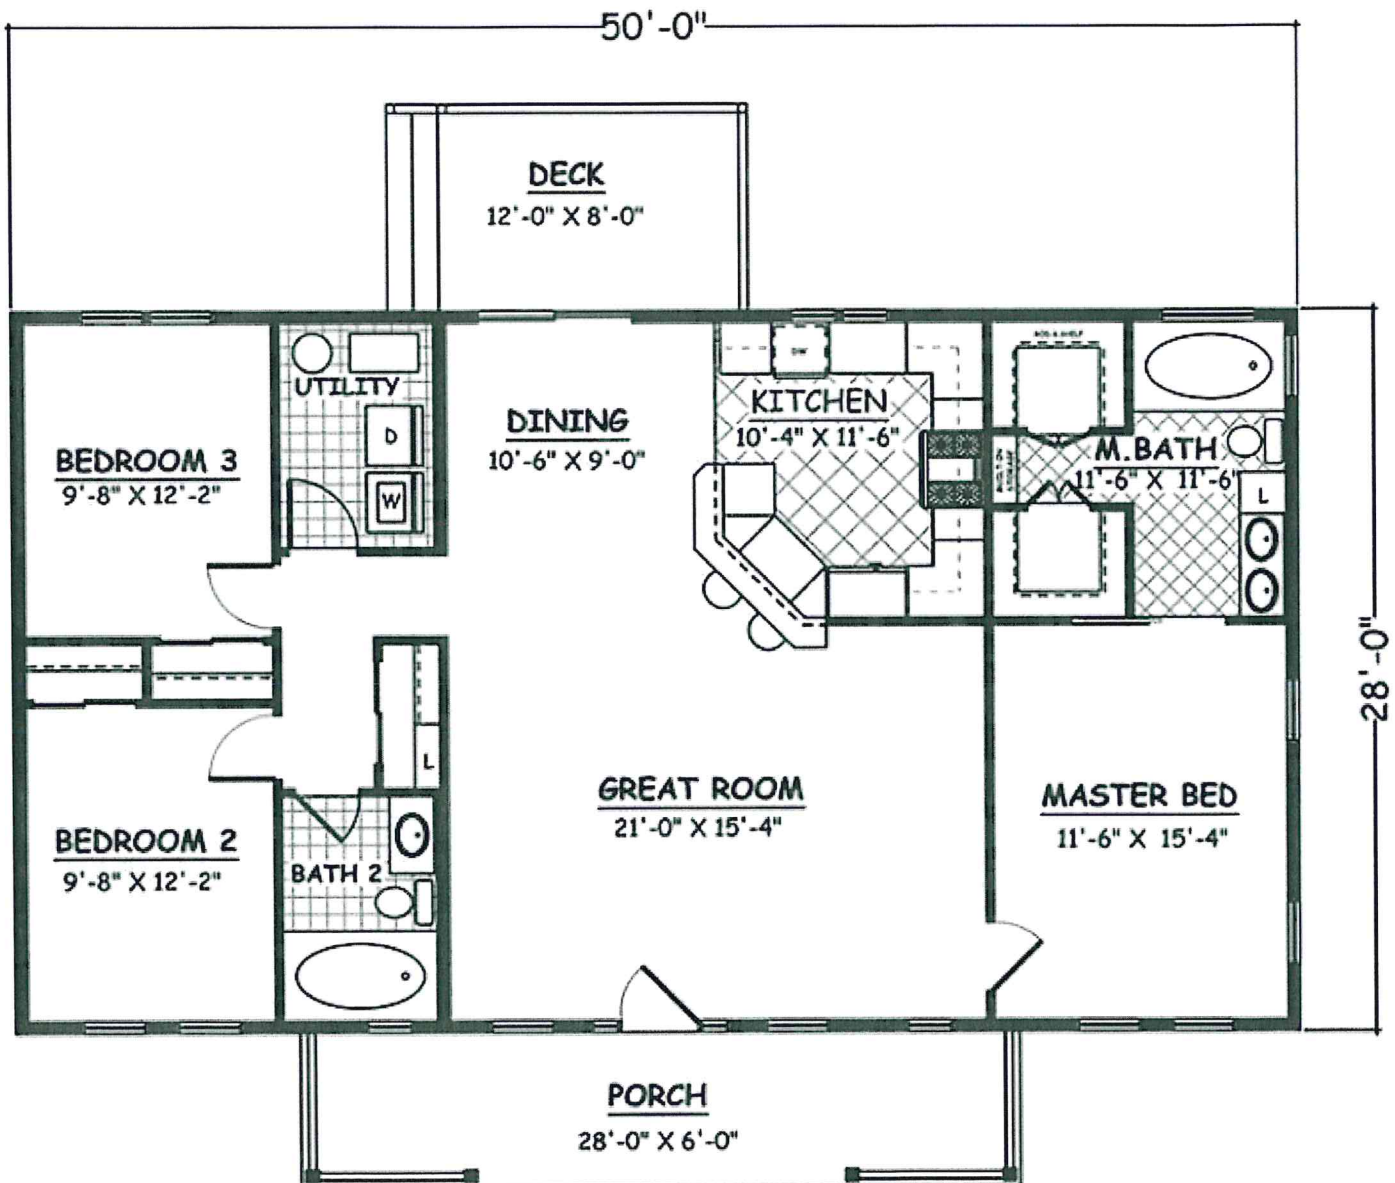 50'-0"
DECK
12'-0" X 8'-0"
UTILITY
D
W
BEDROOM 3
9'-8" X 12'-2"
DINING
10'-6" X 9'-0"
DW
KITCHEN
10'-4" X 11'-6"
ROD & SHELF
M.BATH
11'-6" X 11'-6"
L
28'-0"
L
GREAT ROOM
21'-0" X 15'-4"
MASTER BED
11'-6" X 15'-4"
BEDROOM 2
9'-8" X 12'-2"
BATH 2
PORCH
28'-0" X 6'-0"